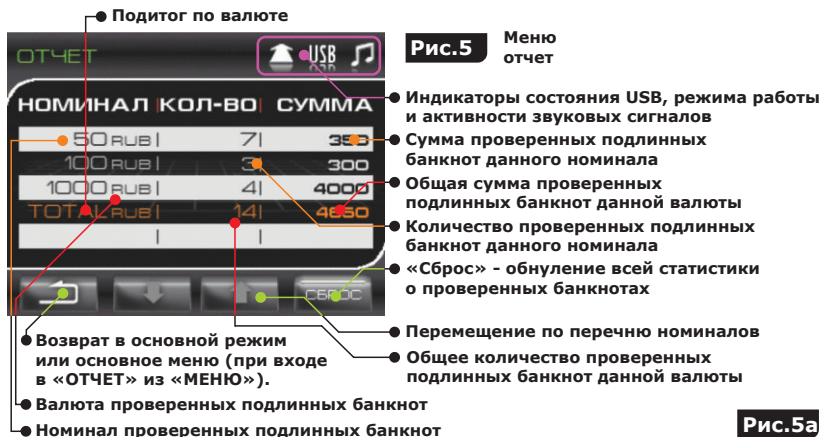 Подитог по валюте
ОТЧЕТ
USB
Рис.5
Меню
отчет
НОМИНАЛ КОЛ-ВО СУММА
50 RUB 7 350
100 RUB 3 300
1000 RUB 4 4000
TOTAL RUB 14 4650
СБРОС
Индикаторы состояния USB, режима работы
и активности звуковых сигналов
Сумма проверенных подлинных
банкнот данного номинала
Общая сумма проверенных
подлинных банкнот данной валюты
Количество проверенных подлинных
банкнот данного номинала
«Сброс» - обнуление всей статистики
о проверенных банкнотах
Перемещение по перечню номиналов
Общее количество проверенных
подлинных банкнот данной валюты
Возврат в основной режим
или основное меню (при входе
в «ОТЧЕТ» из «МЕНЮ»).
Валюта проверенных подлинных банкнот
Номинал проверенных подлинных банкнот
Рис.5а